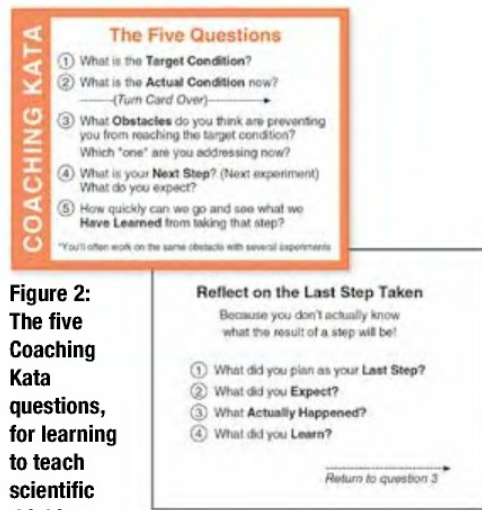 COACHING KATA
The Five Questions
① What is the Target Condition?
② What is the Actual Condition now?
--------(Turn Card Over)--------→
③ What Obstacles do you think are preventing
you from reaching the target condition?
Which "one" are you addressing now?
④ What is your Next Step? (Next experiment)
What do you expect?
⑤ How quickly can we go and see what we
Have Learned from taking that step?
*You'll often work on the same obstacle with several experiments
Reflect on the Last Step Taken
Because you don't actually know
what the result of a step will be!
① What did you plan as your Last Step?
② What did you Expect?
③ What Actually Happened?
④ What did you Learn?
Return to question 3
Figure 2:
The five
Coaching
Kata
questions,
for learning
to teach
scientific